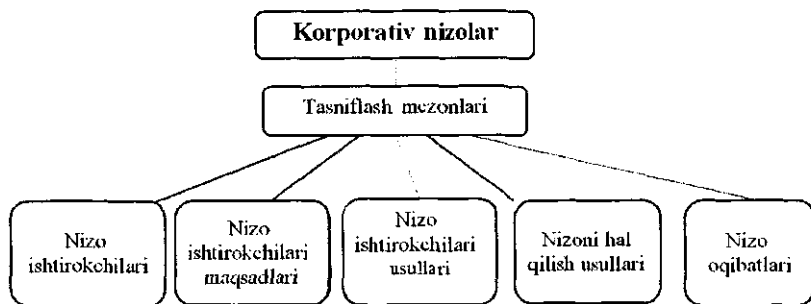 Korporativ nizolar
Tasniflash mezonlari
Nizo
ishtirokchilari
Nizo
ishtirokchilari
maqsadlari
Nizo
ishtirokchilari
usullari
Nizoni hal
qilish usullari
Nizo
oqibatlari